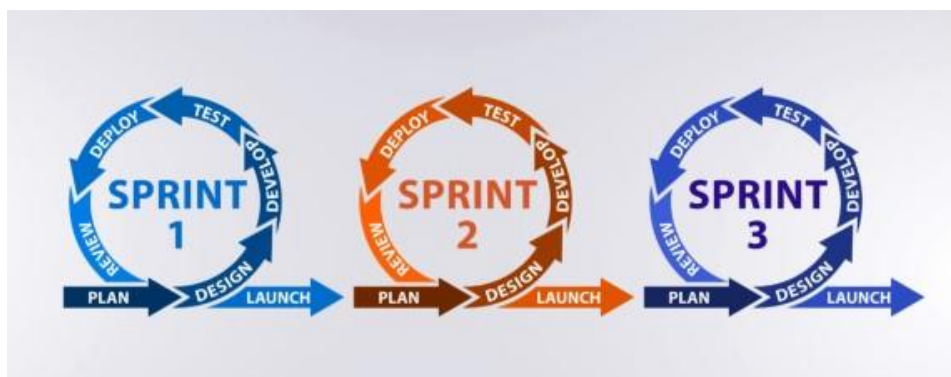 SPRINT
1
PLAN
DESIGN
DEVELOP
TEST
DEPLOY
REVIEW
LAUNCH
SPRINT
2
PLAN
DESIGN
DEVELOP
TEST
DEPLOY
REVIEW
LAUNCH
SPRINT
3
PLAN
DESIGN
DEVELOP
TEST
DEPLOY
REVIEW
LAUNCH